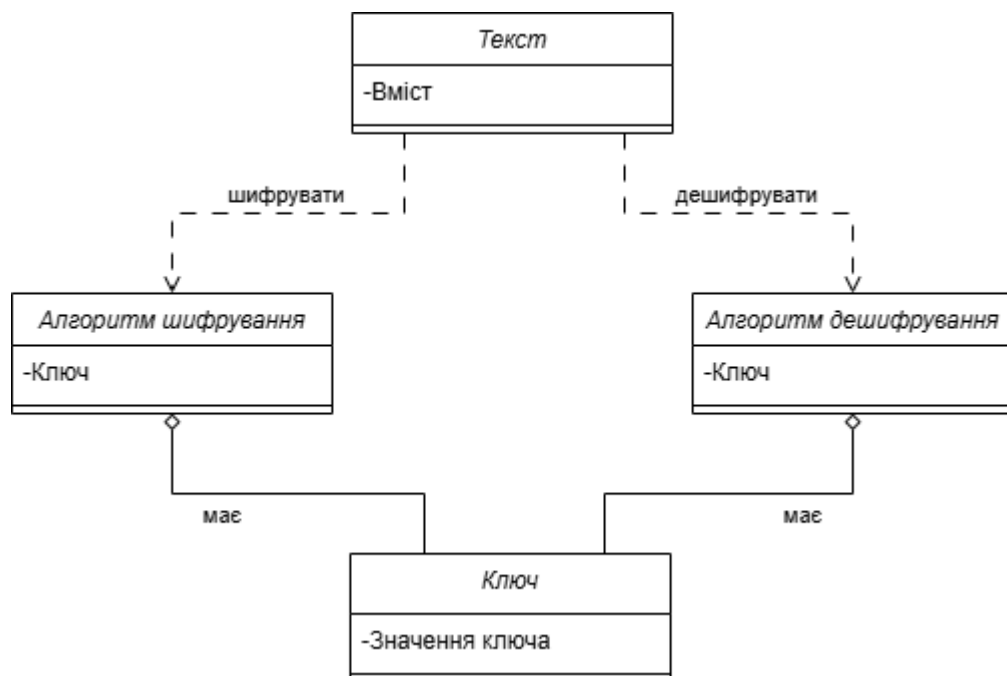 Текст
-Вміст
шифрувати
дешифрувати
Алгоритм шифрування
Алгоритм дешифрування
-Ключ
-Ключ
має
має
Ключ
-Значення ключа